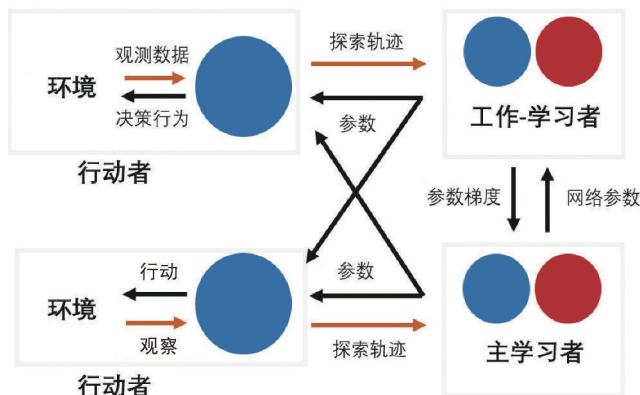 观测数据
环境
决策行为
行动者
探索轨迹
参数
工作-学习者
参数梯度
网络参数
行动
环境
观察
行动者
参数
探索轨迹
主学习者